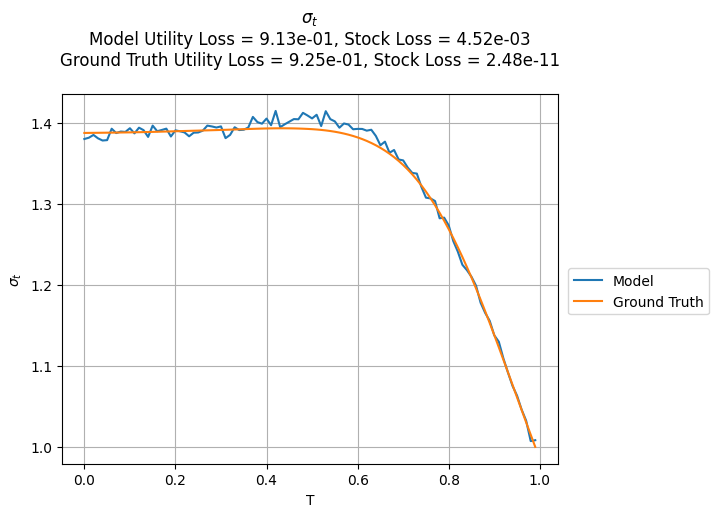 σₜ
Model Utility Loss = 9.13e-01, Stock Loss = 4.52e-03
Ground Truth Utility Loss = 9.25e-01, Stock Loss = 2.48e-11
1.4
1.3
1.2
1.1
1.0
σₜ
0.0 0.2 0.4 0.6 0.8 1.0
T
Model
Ground Truth